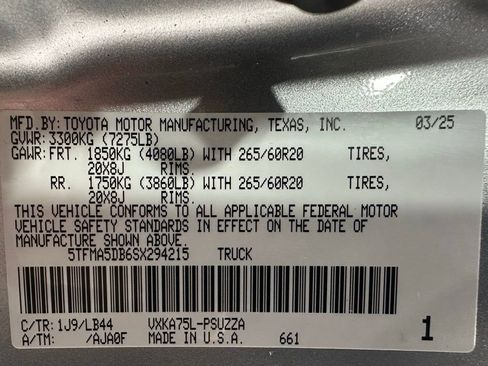 MFD.BY:TOYOTA MOTOR MANUFACTURING, TEXAS, INC. 03/25
GVWR:3300KG (7275LB)
GAWR:FRT. 1850KG (4080LB) WITH 265/60R20 TIRES,
20X8J RIMS.
RR. 1750KG (3860LB) WITH 265/60R20 TIRES,
20X8J RIMS.
THIS VEHICLE CONFORMS TO ALL APPLICABLE FEDERAL MOTOR
VEHICLE SAFETY STANDARDS IN EFFECT ON THE DATE OF
MANUFACTURE SHOWN ABOVE.
5TFMA5DB6SX294215 TRUCK
C/TR:1J9/LB44 VXKA75L-PSUZZA
A/TM: /AJA0F MADE IN U.S.A. 661 1